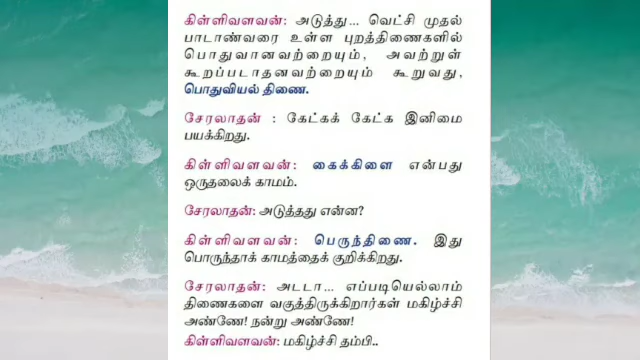 கிள்ளிவளவன்: அடுத்து... வெட்சி முதல்
பாடாண்வரை உள்ள புறத்திணைகளில்
பொதுவானவற்றையும், அவற்றுள்
கூறப்படாதனவற்றையும் கூறுவது,
பொதுவியல் திணை.
சேரலாதன் : கேட்கக் கேட்க இனிமை
பயக்கிறது.
கிள்ளிவளவன்: கைக்கிளை என்பது
ஒருதலைக் காமம்.
சேரலாதன்: அடுத்தது என்ன?
கிள்ளிவளவன்: பெருந்திணை. இது
பொருந்தாக் காமத்தைக் குறிக்கிறது.
சேரலாதன்: அடடா... எப்படியெல்லாம்
திணைகளை வகுத்திருக்கிறார்கள் மகிழ்ச்சி
அண்ணே! நன்று அண்ணே!
கிள்ளிவளவன்: மகிழ்ச்சி தம்பி..